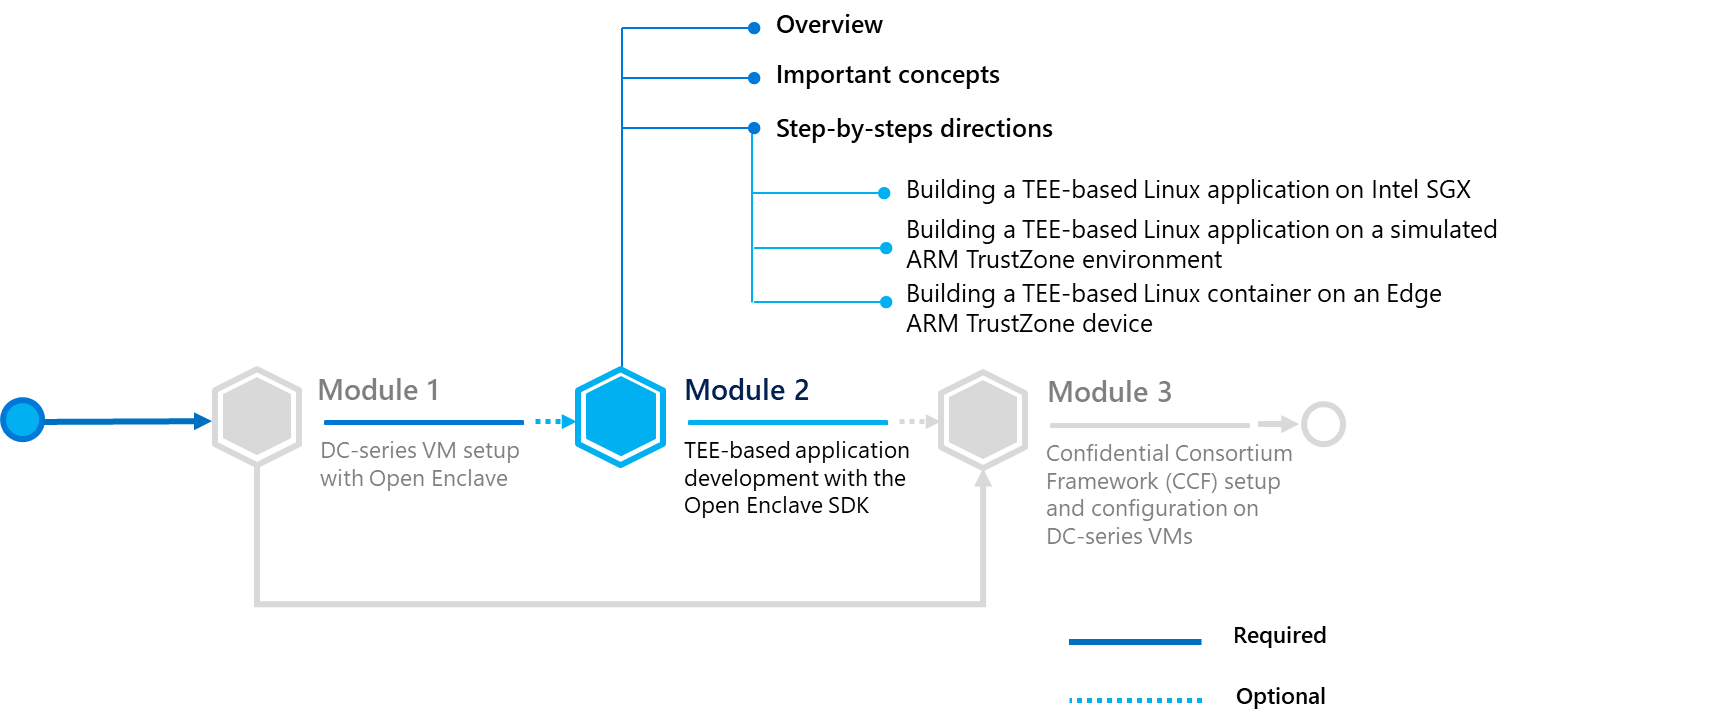 Overview
Important concepts
Step-by-steps directions
Building a TEE-based Linux application on Intel SGX
Building a TEE-based Linux application on a simulated
ARM TrustZone environment
Building a TEE-based Linux container on an Edge
ARM TrustZone device
Module 1
DC-series VM setup
with Open Enclave
Module 2
TEE-based application
development with the
Open Enclave SDK
Module 3
Confidential Consortium
Framework (CCF) setup
and configuration on
DC-series VMs
Required
Optional